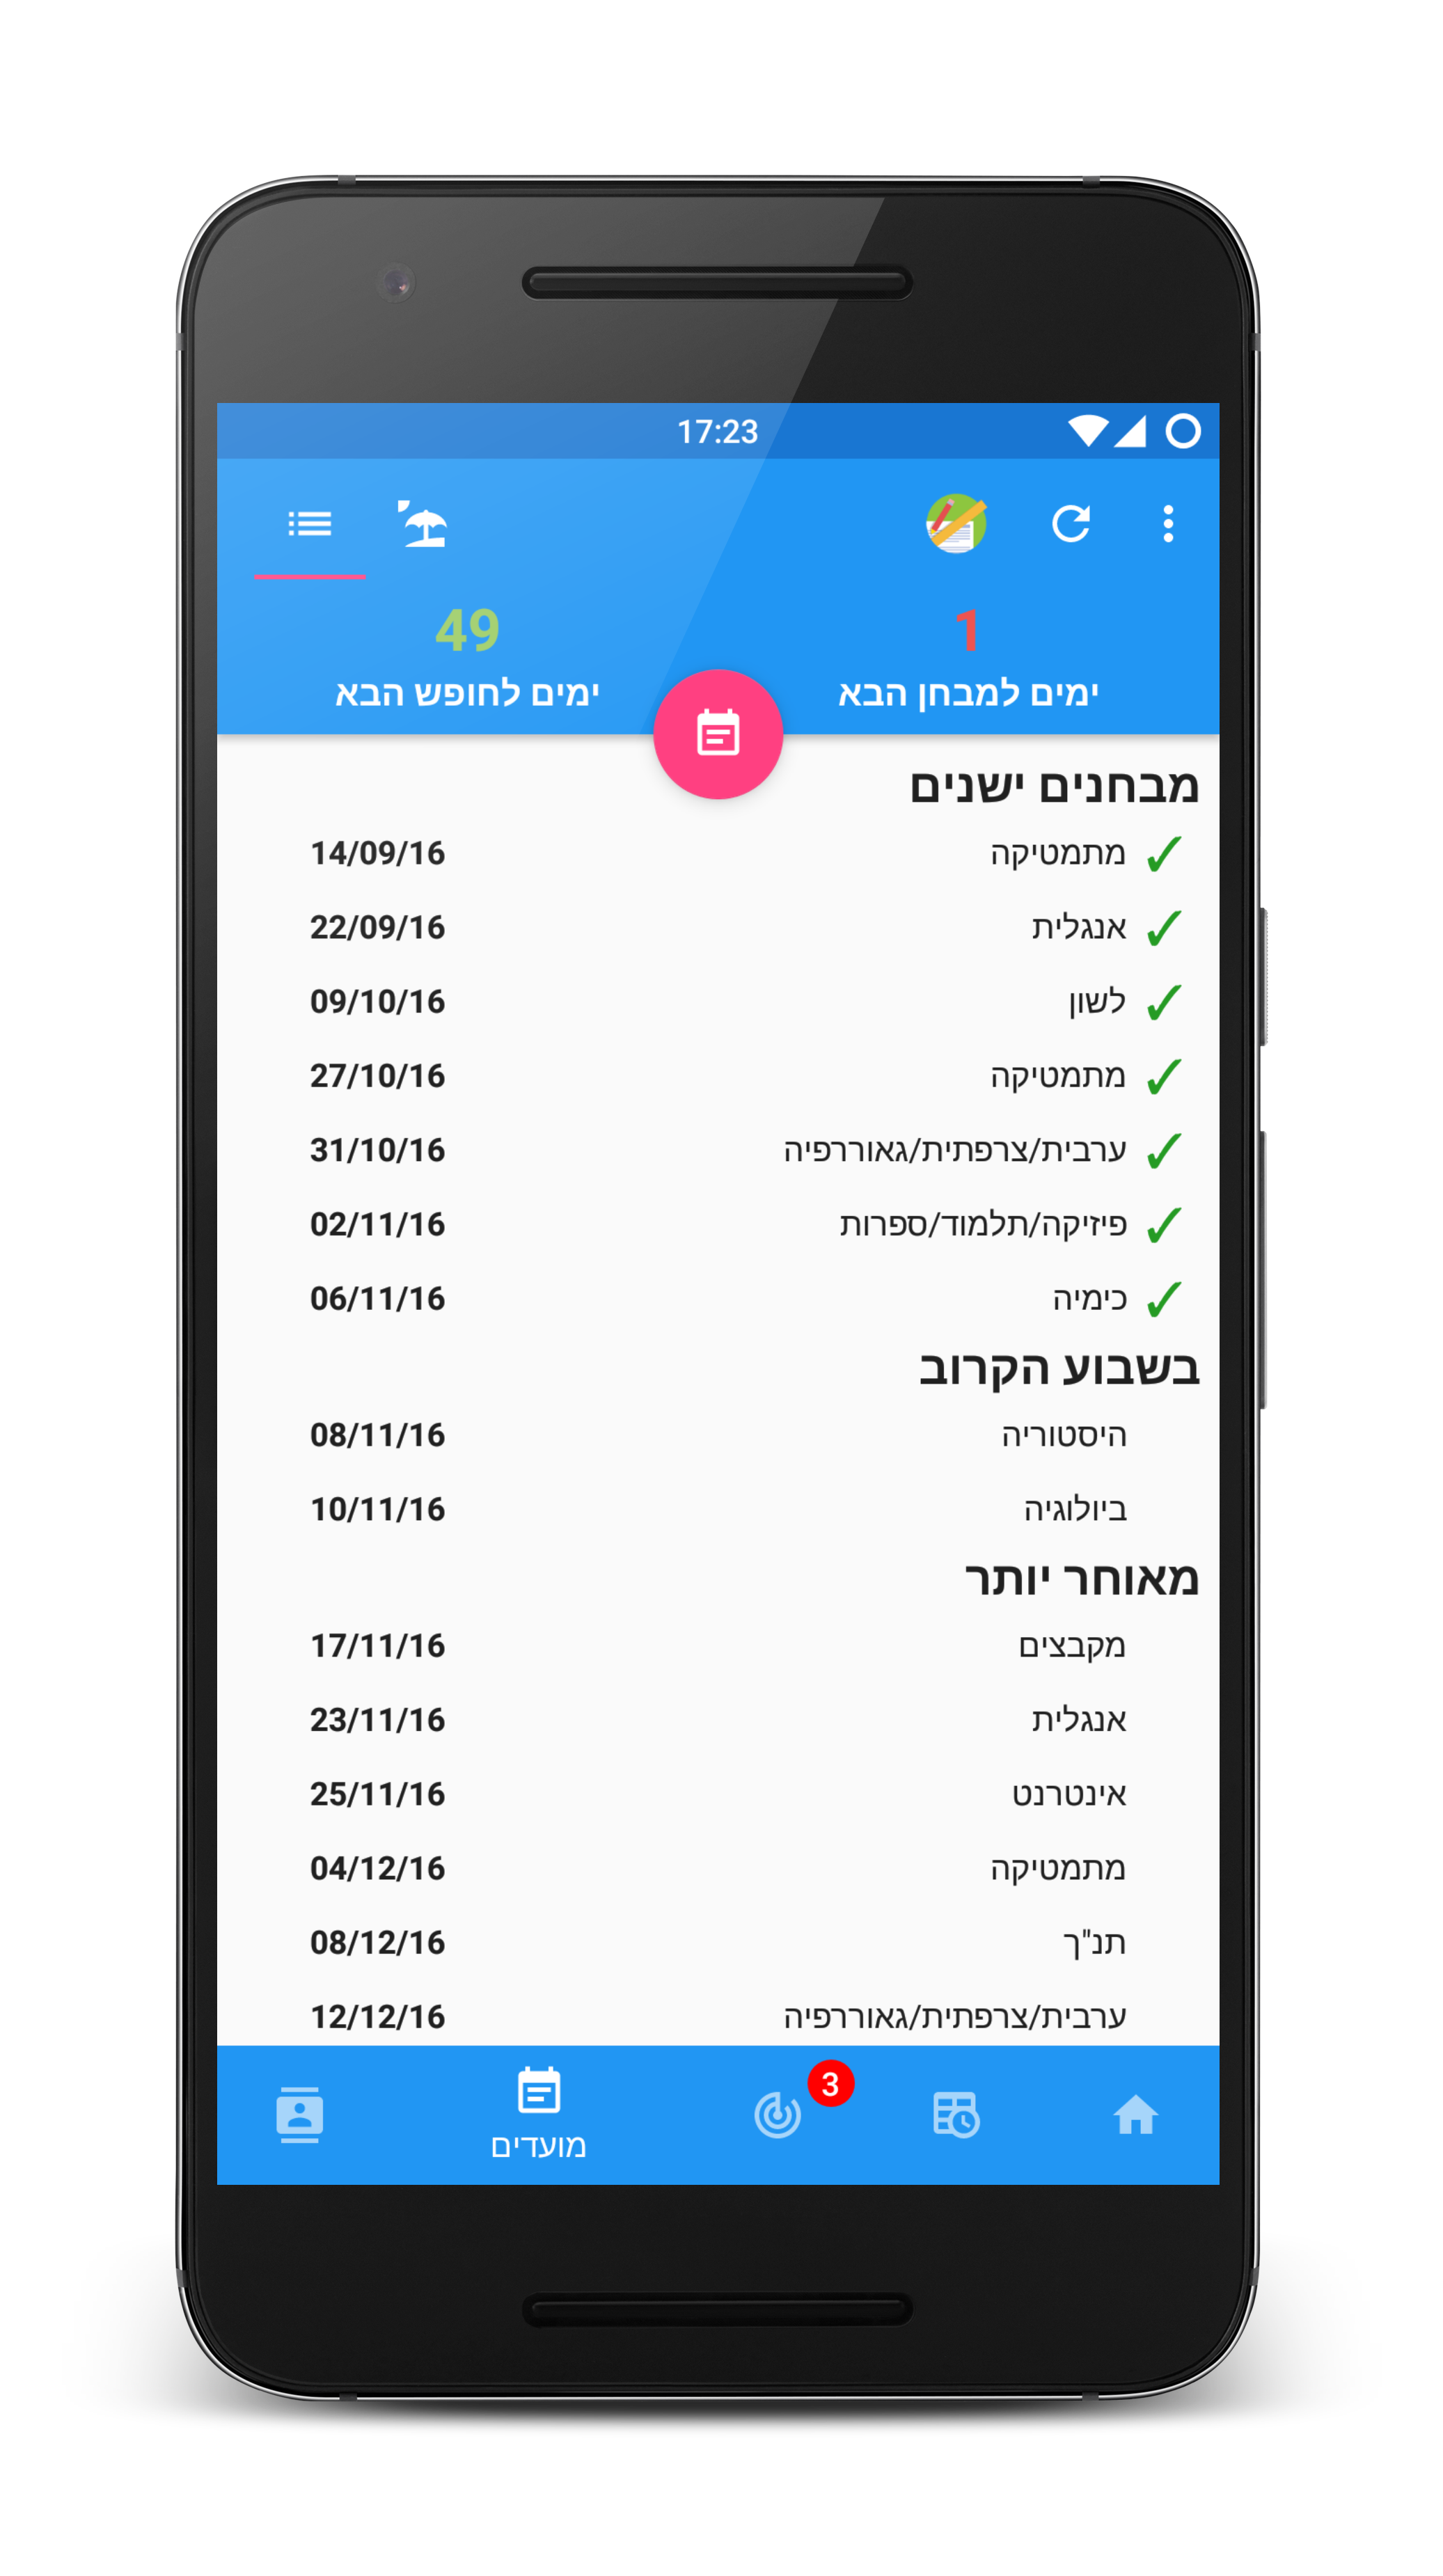 17:23
1
ימים למבחן הבא
49
ימים לחופש הבא
מבחנים ישנים
מתמטיקה 14/09/16
אנגלית 22/09/16
לשון 09/10/16
מתמטיקה 27/10/16
ערבית/צרפתית/גאוררפיה 31/10/16
פיזיקה/תלמוד/ספרות 02/11/16
כימיה 06/11/16
בשבוע הקרוב
היסטוריה 08/11/16
ביולוגיה 10/11/16
מאוחר יותר
מקבצים 17/11/16
אנגלית 23/11/16
אינטרנט 25/11/16
מתמטיקה 04/12/16
תנ"ך 08/12/16
ערבית/צרפתית/גאוררפיה 12/12/16
3
מועדים